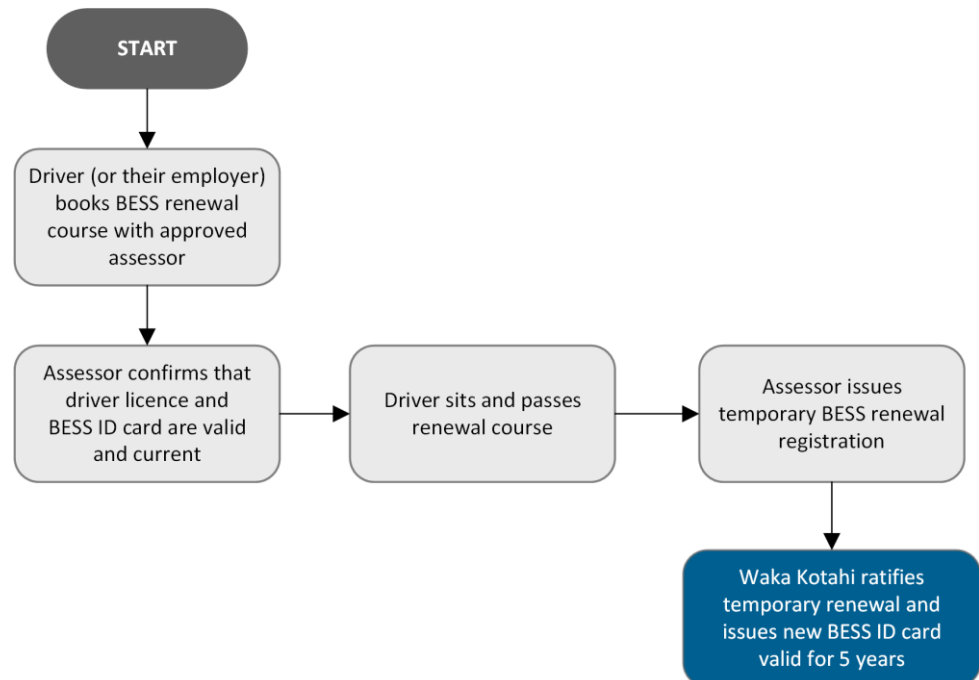 START
Driver (or their employer)
books BESS renewal
course with approved
assessor
Assessor confirms that
driver licence and
BESS ID card are valid
and current
Driver sits and passes
renewal course
Assessor issues
temporary BESS renewal
registration
Waka Kotahi ratifies
temporary renewal and
issues new BESS ID card
valid for 5 years